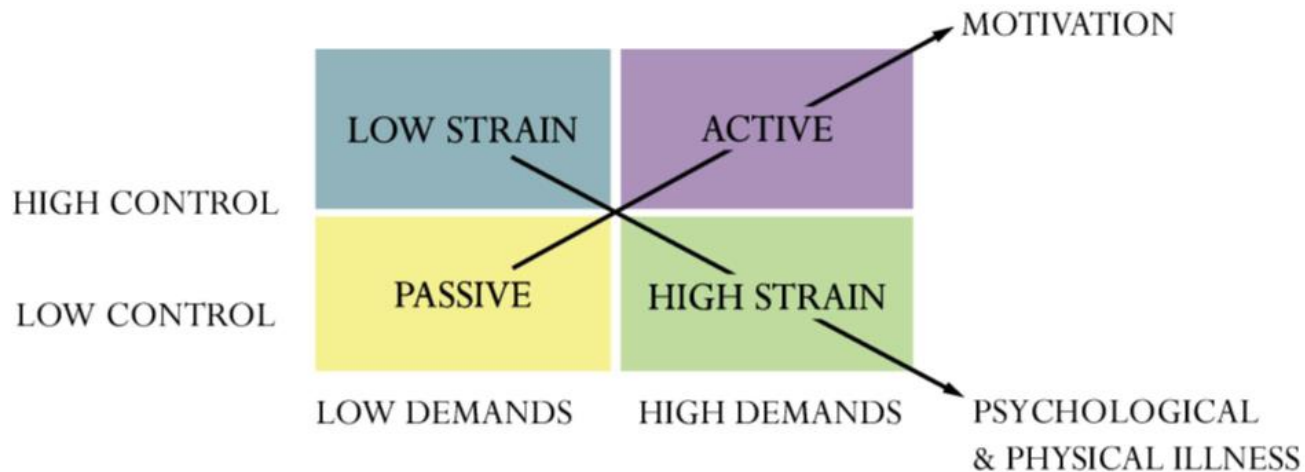 MOTIVATION
LOW STRAIN
ACTIVE
HIGH CONTROL
PASSIVE
HIGH STRAIN
LOW CONTROL
LOW DEMANDS
HIGH DEMANDS
PSYCHOLOGICAL
& PHYSICAL ILLNESS